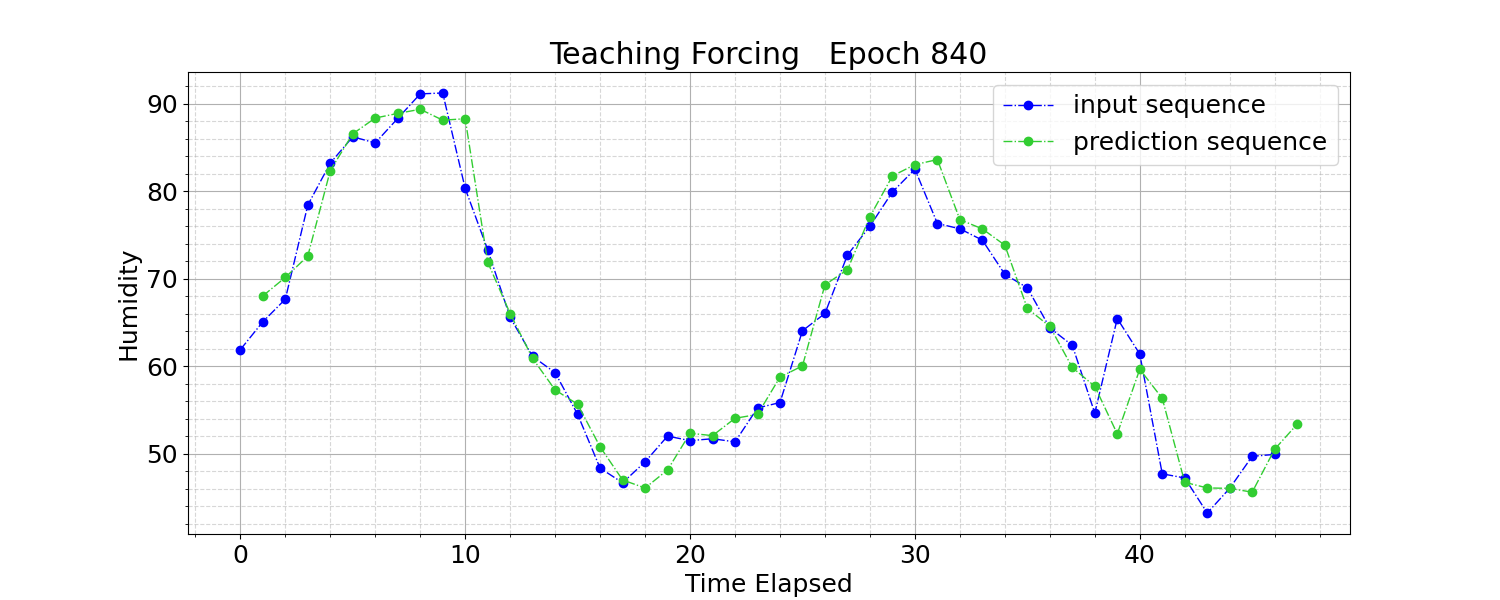 Teaching Forcing   Epoch 840
input sequence
prediction sequence
90
80
70
60
50
Humidity
0 10 20 30 40
Time Elapsed